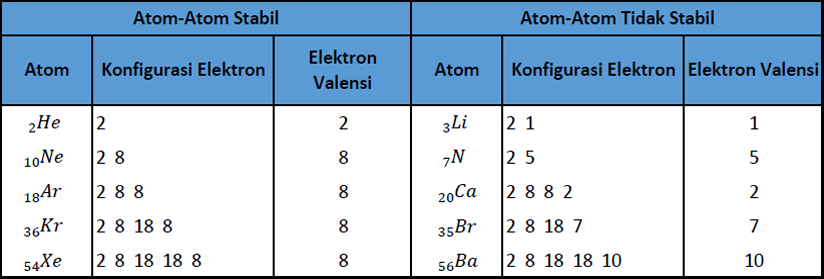 Atom-Atom Stabil Atom-Atom Tidak Stabil
Atom Konfigurasi Elektron Elektron Valensi Atom Konfigurasi Elektron Elektron Valensi
₂He 2 2 ₃Li 2 1 1
₁₀Ne 2 8 8 ₇N 2 5 5
₁₈Ar 2 8 8 8 ₂₀Ca 2 8 8 2 2
₃₆Kr 2 8 18 8 8 ₃₅Br 2 8 18 7 7
₅₄Xe 2 8 18 18 8 8 ₅₆Ba 2 8 18 18 10 10